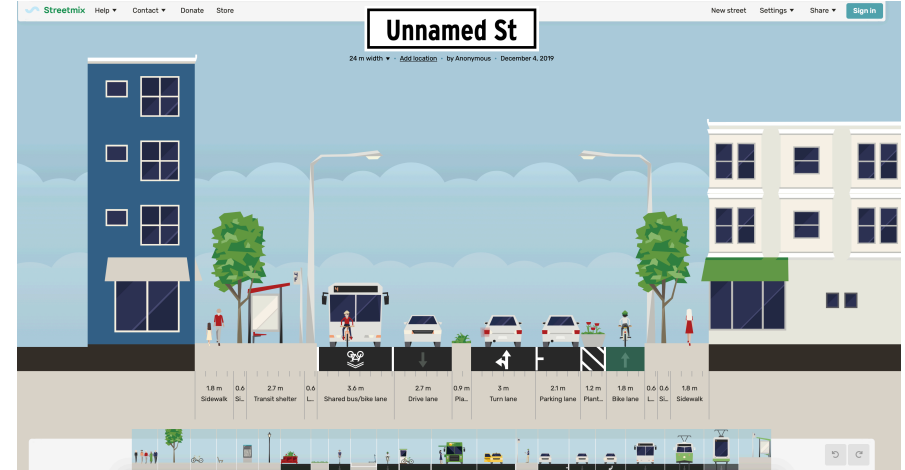 Streetmix Help ▾ Contact ▾ Donate Store
New street Settings ▾ Share ▾ Sign in
Unnamed St
24 m width ▾ · Add location · by Anonymous · December 4, 2019
1.8 m 0.6 2.7 m 0.6 3.6 m 2.7 m 0.9 m 3 m 2.1 m 1.2 m 1.8 m 0.6 0.6 1.8 m
Sidewalk Si... Transit shelter L... Shared bus/bike lane Drive lane Pla... Turn lane Parking lane Plant... Bike lane L... Si... Sidewalk